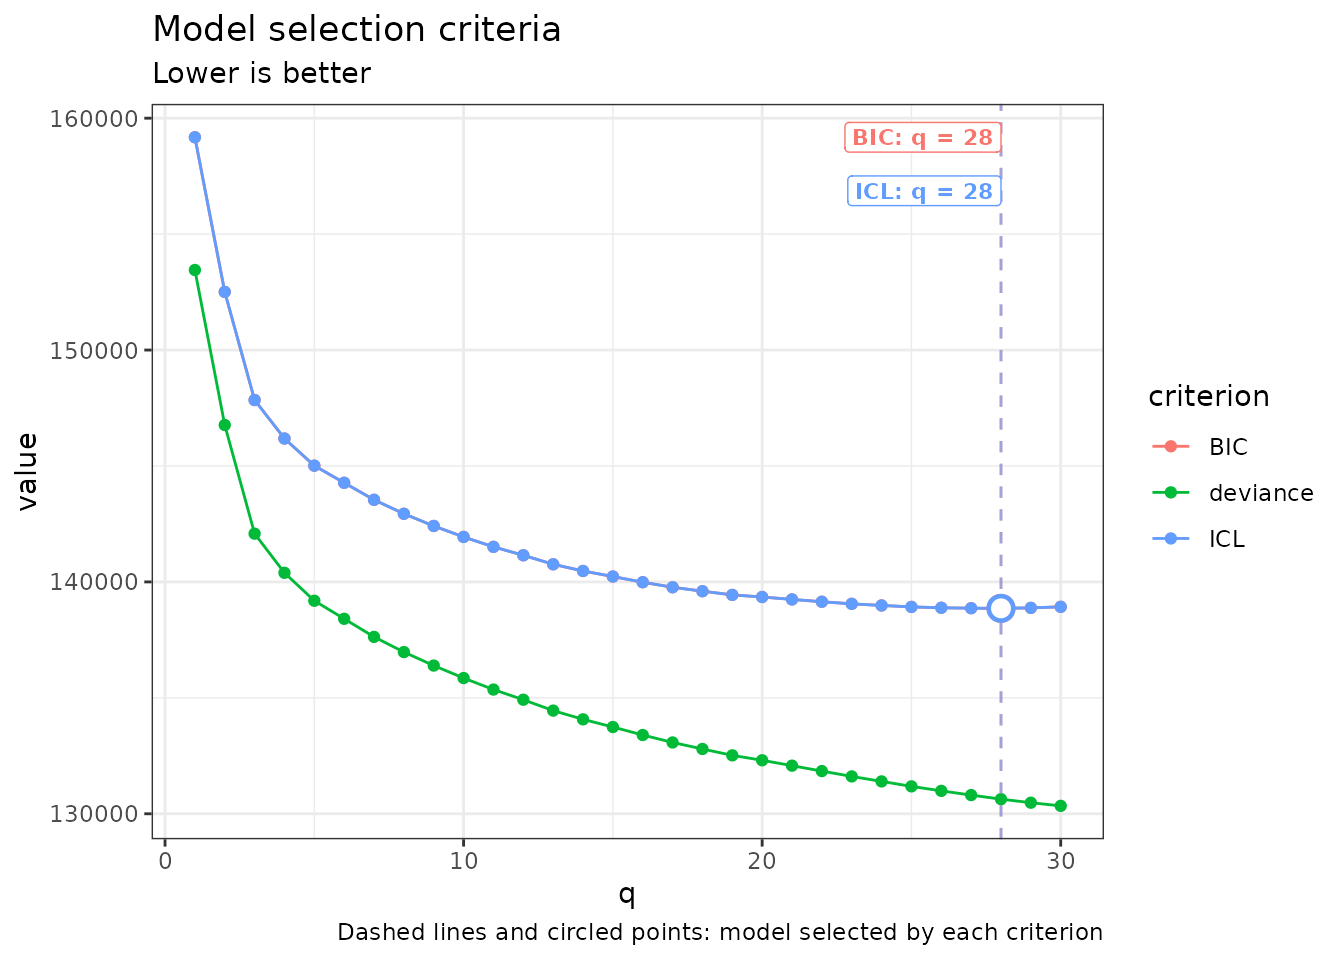 Model selection criteria
Lower is better
160000
150000
140000
130000
value
BIC: q = 28
ICL: q = 28
0
10
20
30
q
criterion
BIC
deviance
ICL
Dashed lines and circled points: model selected by each criterion